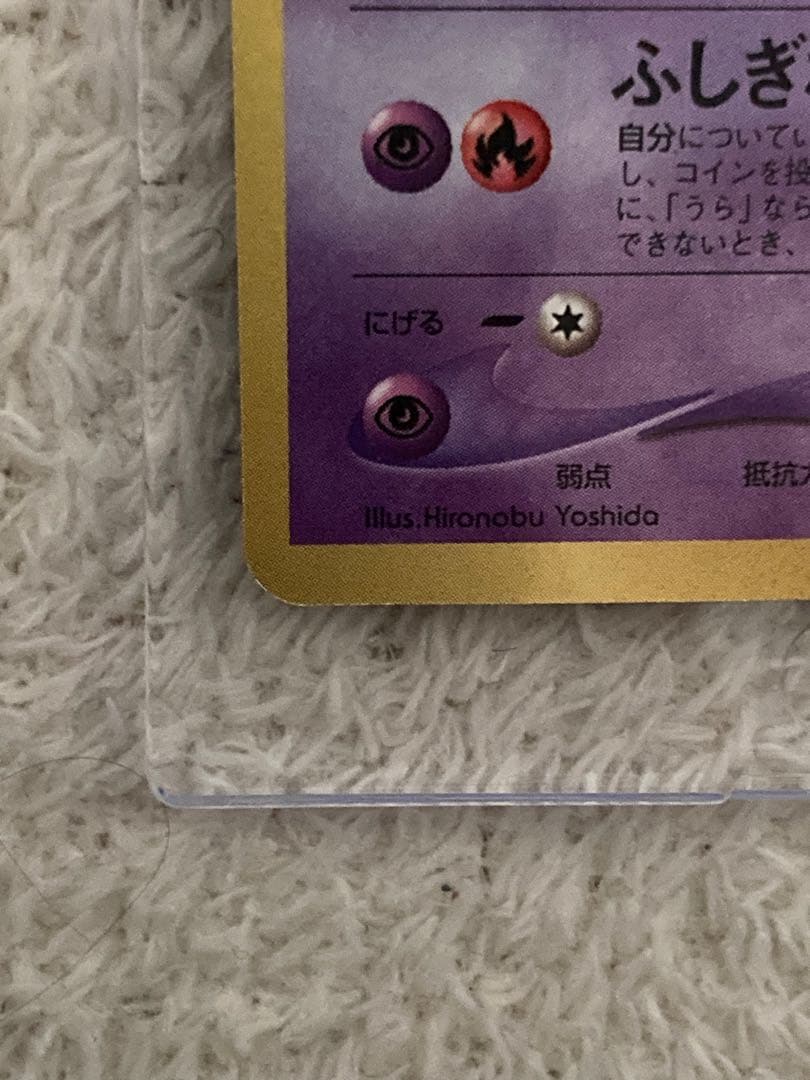 ふしぎ
自分についてい
し、コインを投
に、「うら」なら
できないとき、
にげる
弱点
抵抗
Illus.Hironobu Yoshida